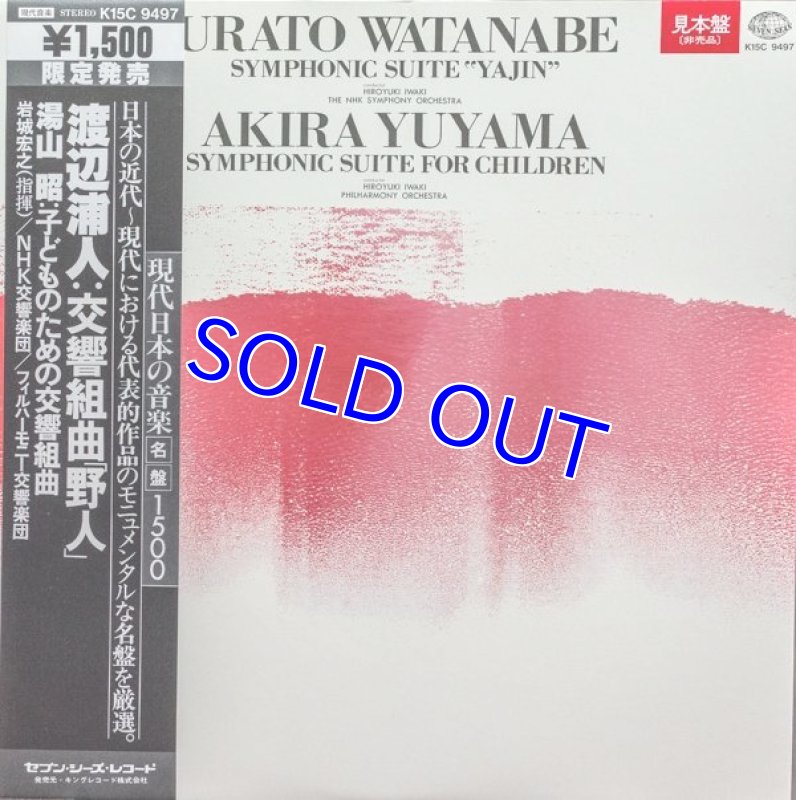 現代音楽 STEREO K15C 9497
¥1,500
限定発売
現代日本の音楽 名盤 1500
日本の近代〜現代における代表的作品のモニュメンタルな名盤を厳選。
渡辺浦人:交響組曲「野人」
湯山 昭:子どものための交響組曲
岩城宏之(指揮)/NHK交響楽団/フィルハーモニー交響楽団
セブン・シーズ・レコード
発売元・キングレコード株式会社
URATO WATANABE
SYMPHONIC SUITE “YAJIN”
conductor
HIROYUKI IWAKI
THE NHK SYMPHONY ORCHESTRA
AKIRA YUYAMA
SYMPHONIC SUITE FOR CHILDREN
conductor
HIROYUKI IWAKI
PHILHARMONY ORCHESTRA
見本盤
(非売品)
SEVEN SEAS
K15C 9497
SOLD OUT